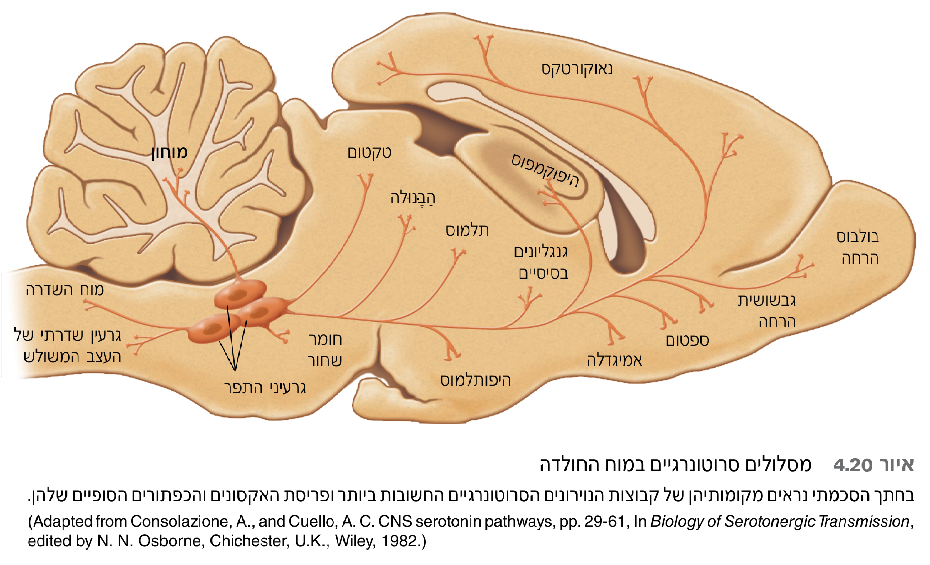 נאוקורטקס
מוחון
טקטום
היפוקמפוס
הַבֶּנוּלה
תלמוס
גנגליונים
בסיסיים
בולבוס
הרחה
מוח השדרה
גבשושית
הרחה
גרעין שדרתי של
העצב המשולש
חומר
שחור
ספטום
אמיגדלה
היפותלמוס
גרעיני התפר
איור 4.20 מסלולים סרוטונרגיים במוח החולדה
בחתך הסכמתי נראים מקומותיהן של קבוצות הנוירונים הסרוטונרגיים החשובות ביותר ופריסת האקסונים והכפתורים הסופיים שלהן.
(Adapted from Consolazione, A., and Cuello, A. C. CNS serotonin pathways, pp. 29-61, In Biology of Serotonergic Transmission,
edited by N. N. Osborne, Chichester, U.K., Wiley, 1982.)